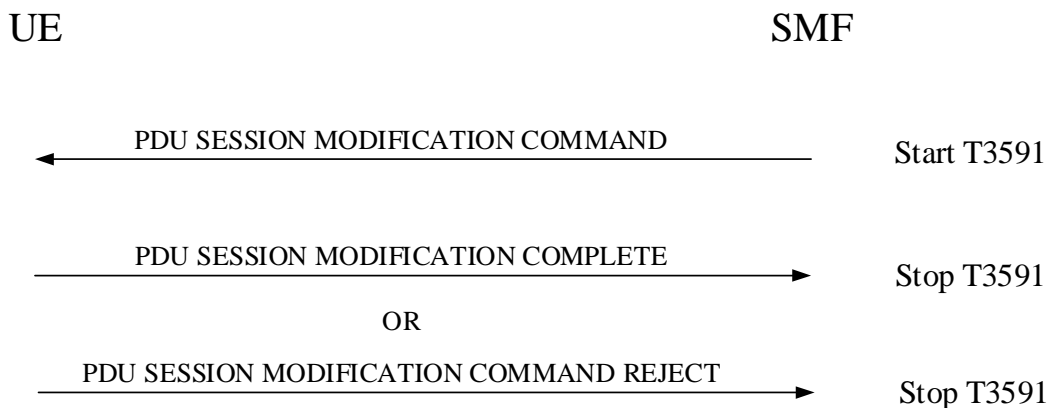 UE SMF
PDU SESSION MODIFICATION COMMAND Start T3591
PDU SESSION MODIFICATION COMPLETE Stop T3591
OR
PDU SESSION MODIFICATION COMMAND REJECT Stop T3591